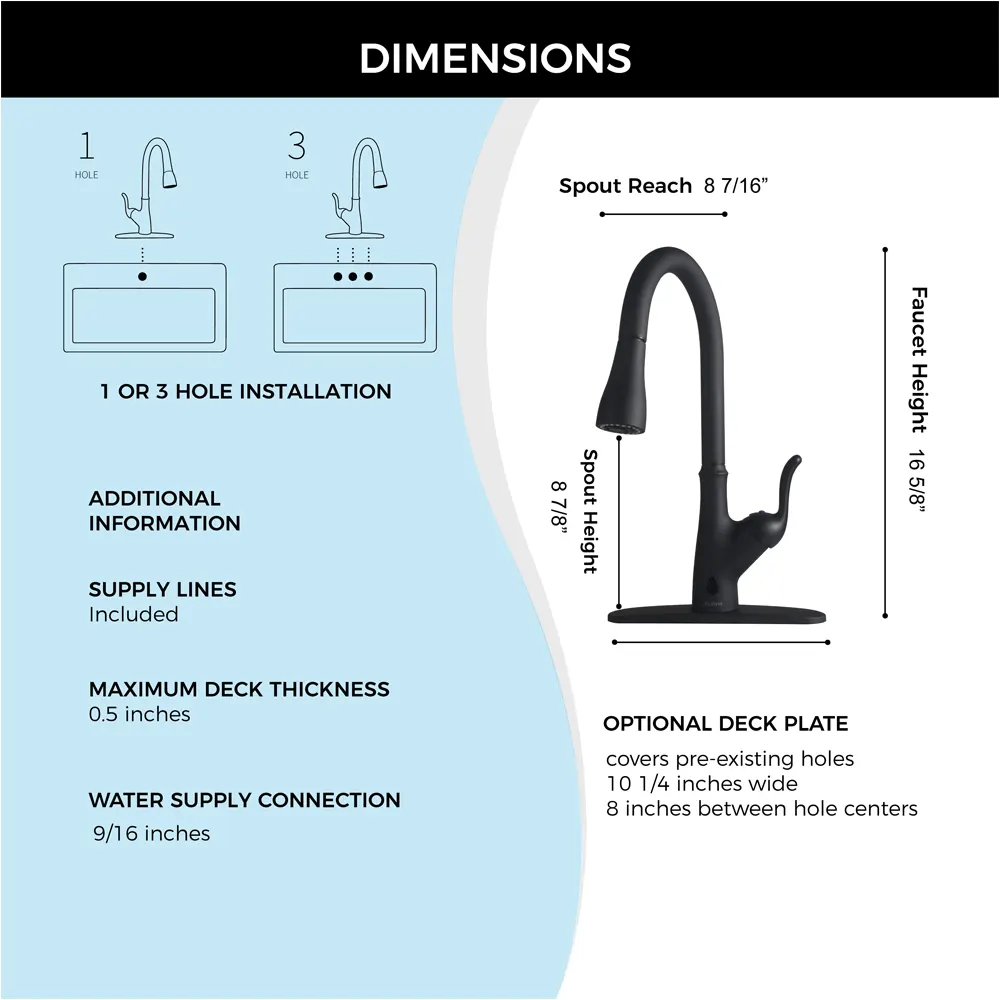 DIMENSIONS
1
HOLE
3
HOLE
1 OR 3 HOLE INSTALLATION
ADDITIONAL
INFORMATION
SUPPLY LINES
Included
MAXIMUM DECK THICKNESS
0.5 inches
WATER SUPPLY CONNECTION
9/16 inches
Spout Reach 8 7/16”
Faucet Height 16 5/8”
Spout Height
8 7/8”
OPTIONAL DECK PLATE
covers pre-existing holes
10 1/4 inches wide
8 inches between hole centers